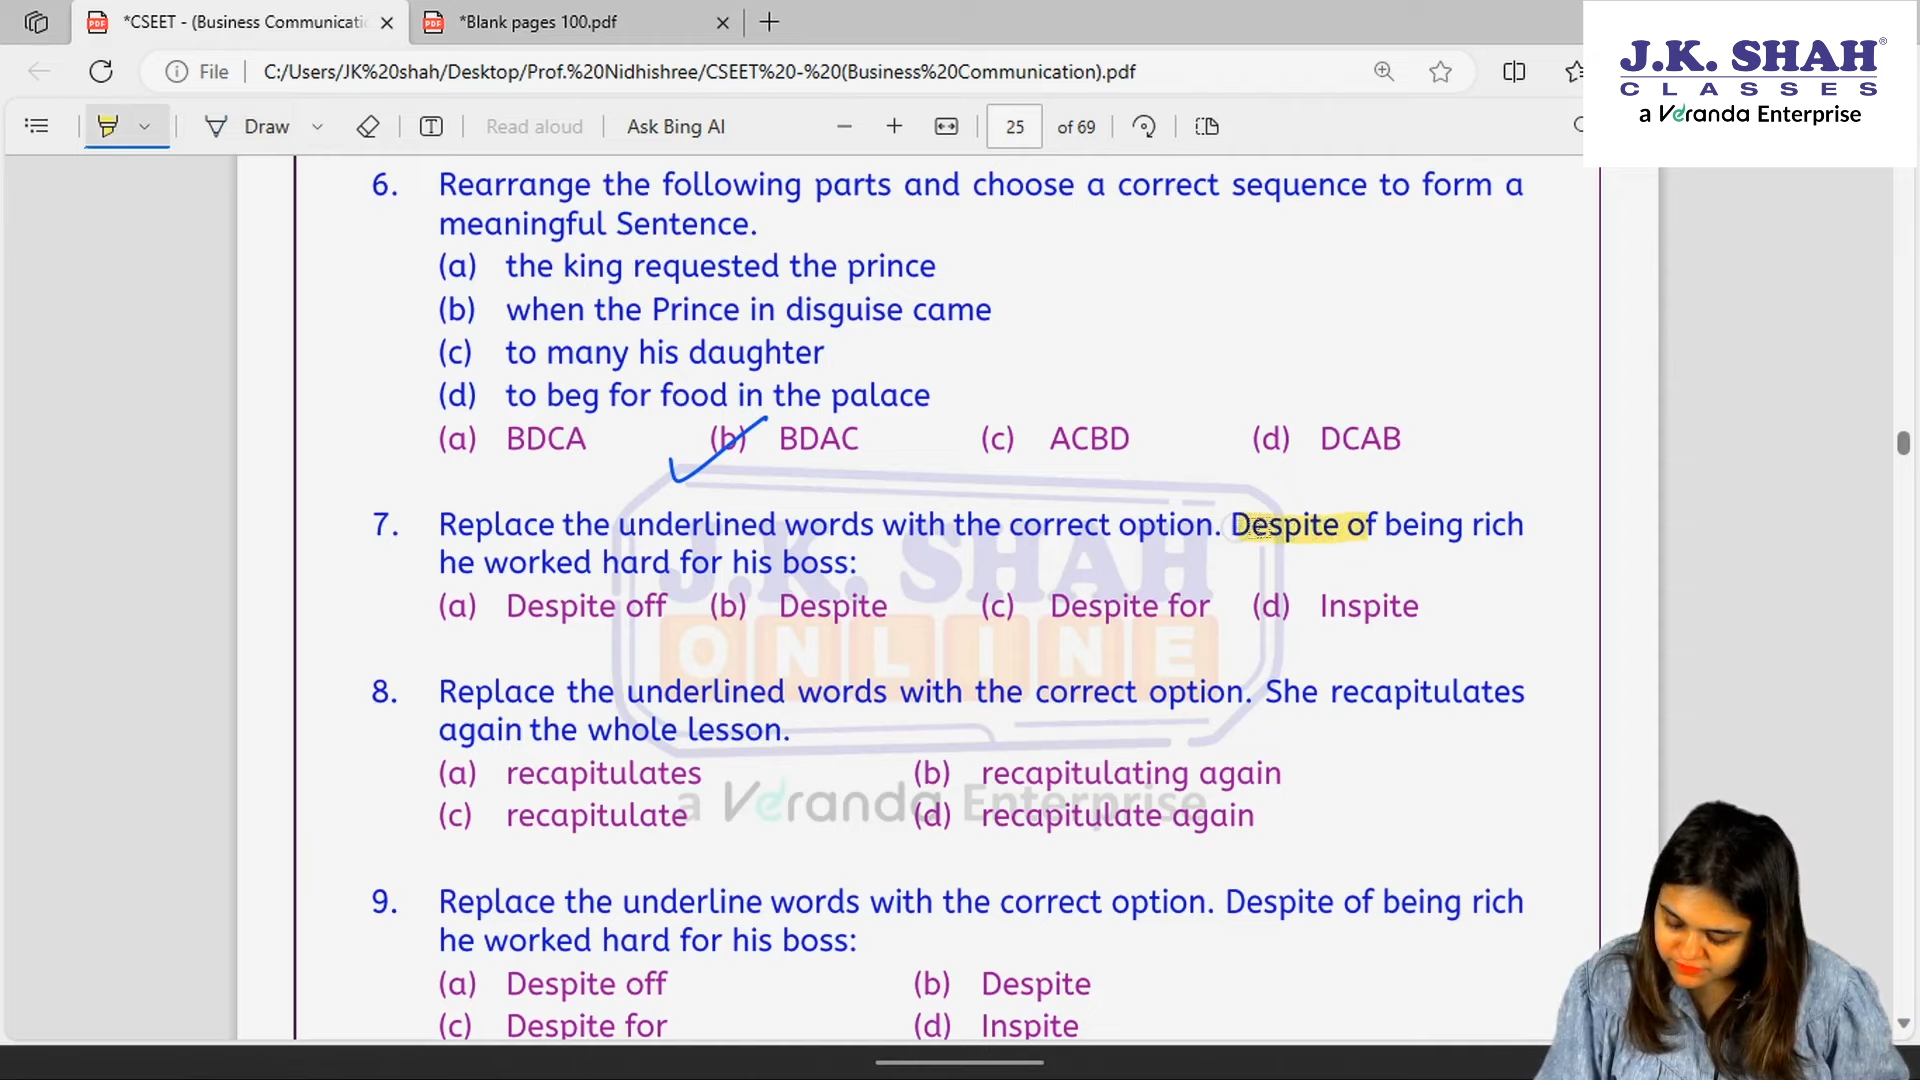 *CSEET - (Business Communicati
*Blank pages 100.pdf
File
C:/Users/JK%20shah/Desktop/Prof.%20Nidhishree/CSEET%20-%20(Business%20Communication).pdf
Draw
Read aloud
Ask Bing AI
25
of 69
J.K. SHAH®
CLASSES
a Veranda Enterprise
6. Rearrange the following parts and choose a correct sequence to form a
meaningful Sentence.
(a) the king requested the prince
(b) when the Prince in disguise came
(c) to many his daughter
(d) to beg for food in the palace
(a) BDCA (b) BDAC (c) ACBD (d) DCAB
7. Replace the underlined words with the correct option. Despite of being rich
he worked hard for his boss:
(a) Despite off (b) Despite (c) Despite for (d) Inspite
8. Replace the underlined words with the correct option. She recapitulates
again the whole lesson.
(a) recapitulates (b) recapitulating again
(c) recapitulate (d) recapitulate again
9. Replace the underline words with the correct option. Despite of being rich
he worked hard for his boss:
(a) Despite off (b) Despite
(c) Despite for (d) Inspite
J.K. SHAH
ONLINE
a Veranda Enterprise